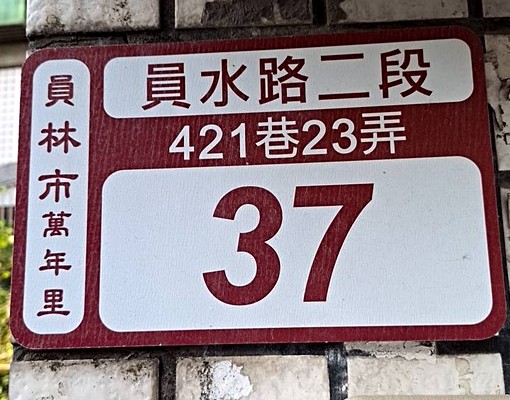 員林市萬年里
員水路二段
421巷23弄
37